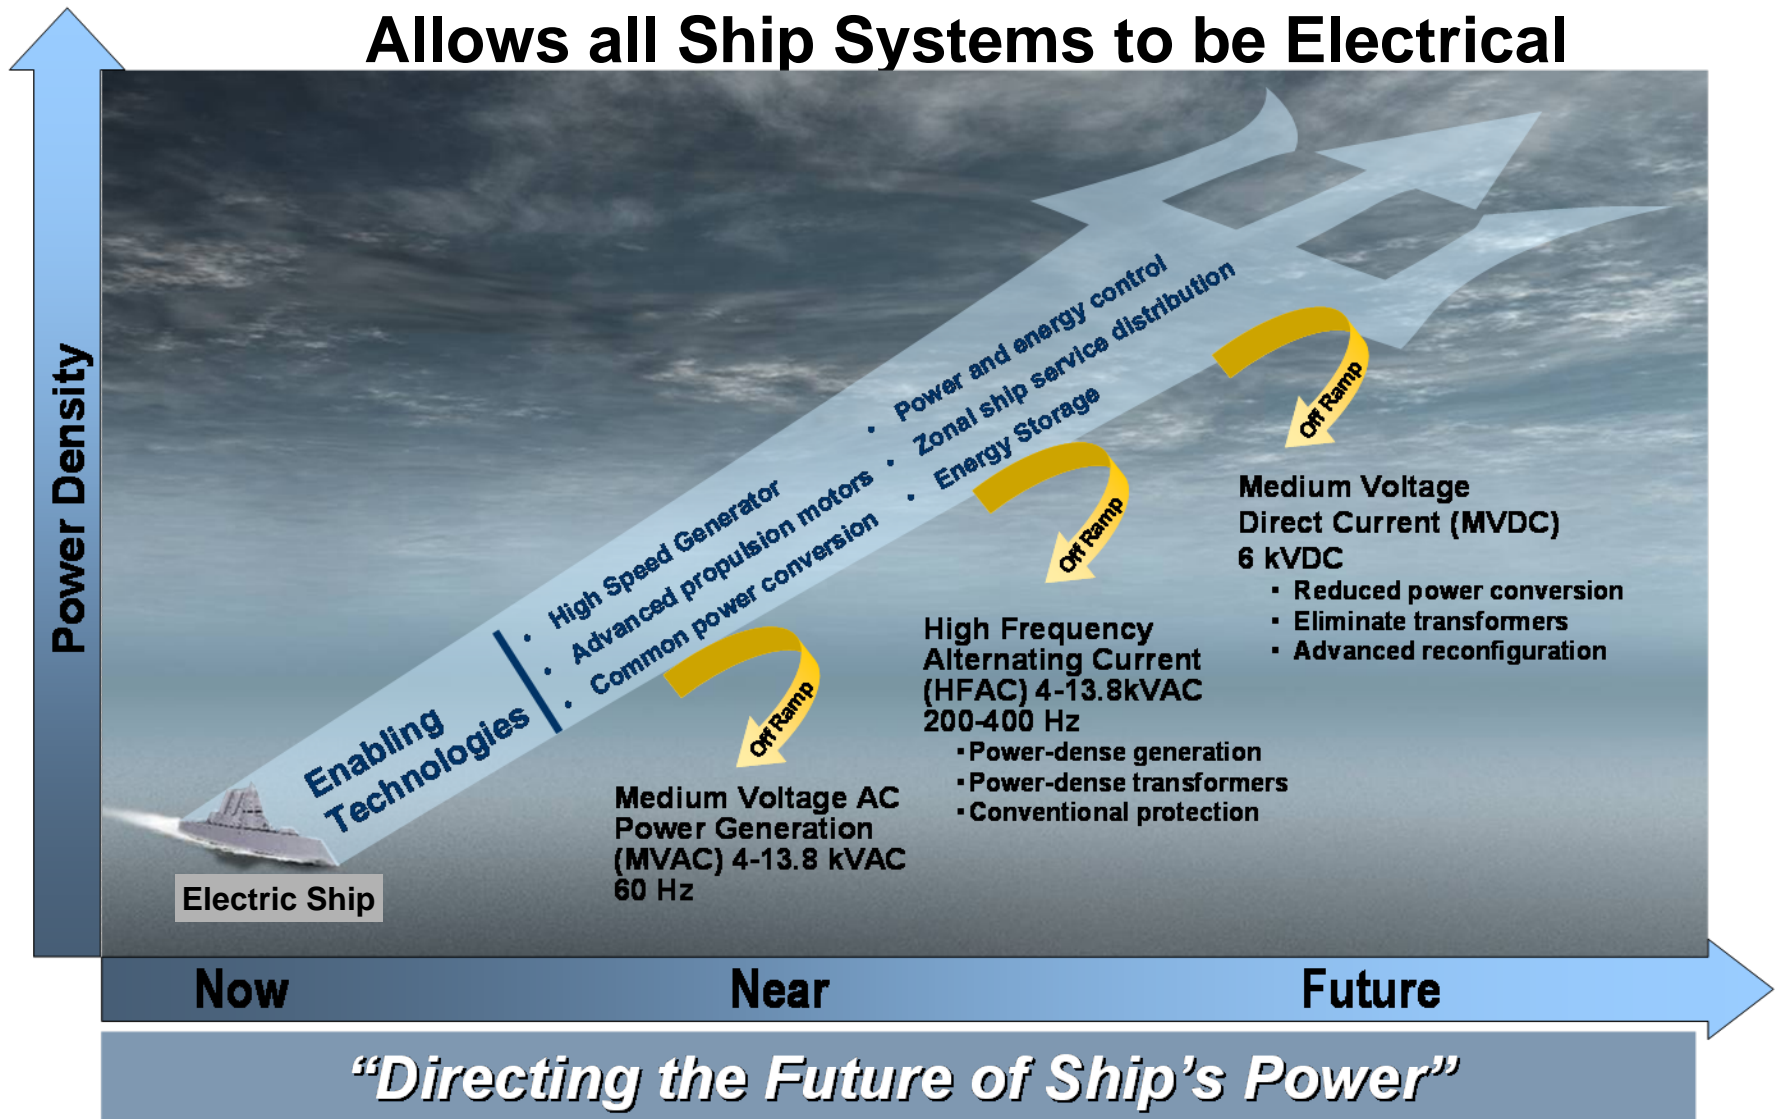 Allows all Ship Systems to be Electrical
Power Density
• Power and energy control
• Zonal ship service distribution
• Energy Storage
• High Speed Generator
• Advanced propulsion motors
• Common power conversion
Enabling
Technologies
Off Ramp
Medium Voltage AC
Power Generation
(MVAC) 4-13.8 kVAC
60 Hz
Off Ramp
High Frequency
Alternating Current
(HFAC) 4-13.8kVAC
200-400 Hz
▪Power-dense generation
▪Power-dense transformers
▪Conventional protection
Off Ramp
Medium Voltage
Direct Current (MVDC)
6 kVDC
▪ Reduced power conversion
▪ Eliminate transformers
▪ Advanced reconfiguration
Electric Ship
Now Near Future
“Directing the Future of Ship’s Power”